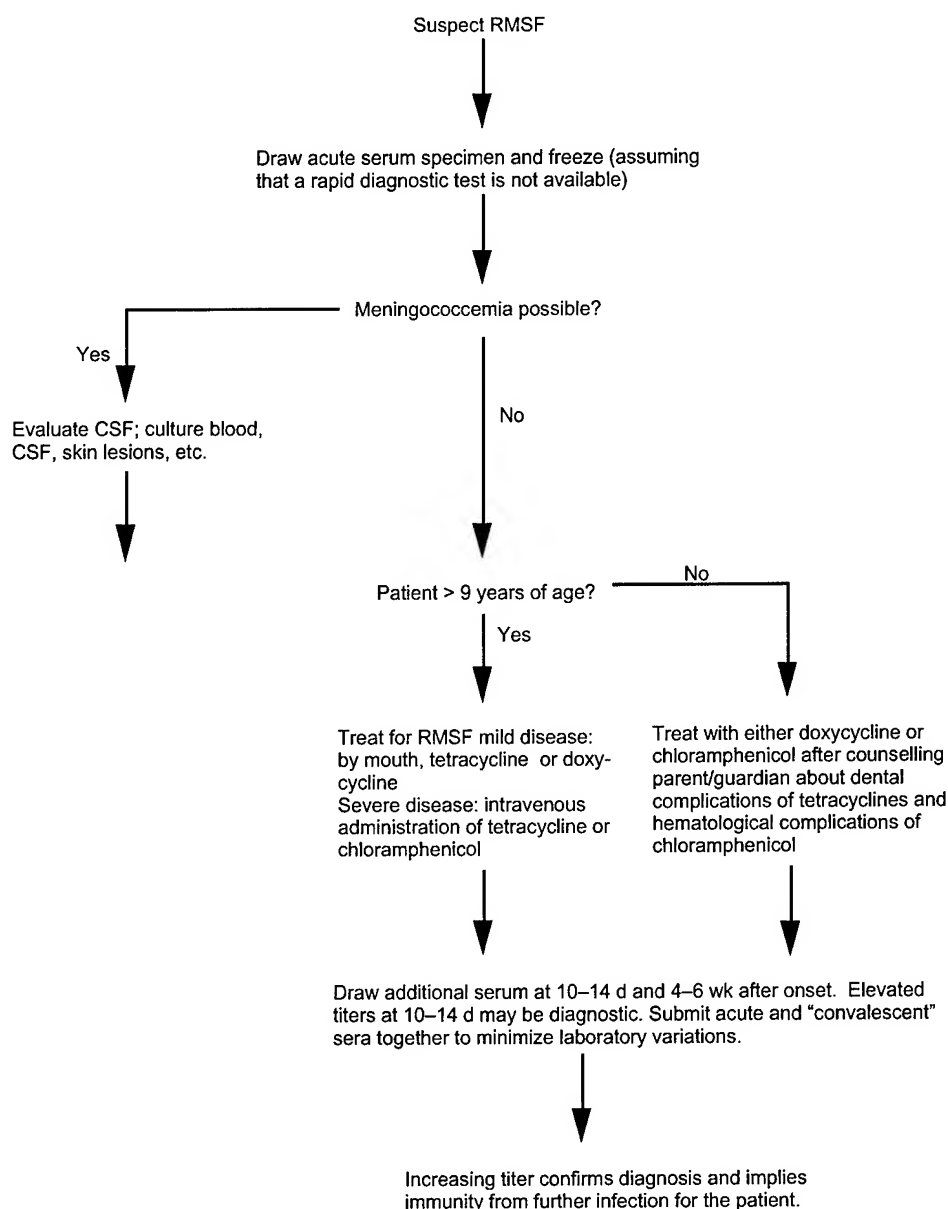 Suspect RMSF
Draw acute serum specimen and freeze (assuming
that a rapid diagnostic test is not available)
Meningococcemia possible?
Yes
No
Evaluate CSF; culture blood,
CSF, skin lesions, etc.
Patient > 9 years of age?
No
Yes
Treat for RMSF mild disease:
by mouth, tetracycline or doxy-
cycline
Severe disease: intravenous
administration of tetracycline or
chloramphenicol
Treat with either doxycycline or
chloramphenicol after counselling
parent/guardian about dental
complications of tetracyclines and
hematological complications of
chloramphenicol
Draw additional serum at 10–14 d and 4–6 wk after onset. Elevated
titers at 10–14 d may be diagnostic. Submit acute and “convalescent”
sera together to minimize laboratory variations.
Increasing titer confirms diagnosis and implies
immunity from further infection for the patient.